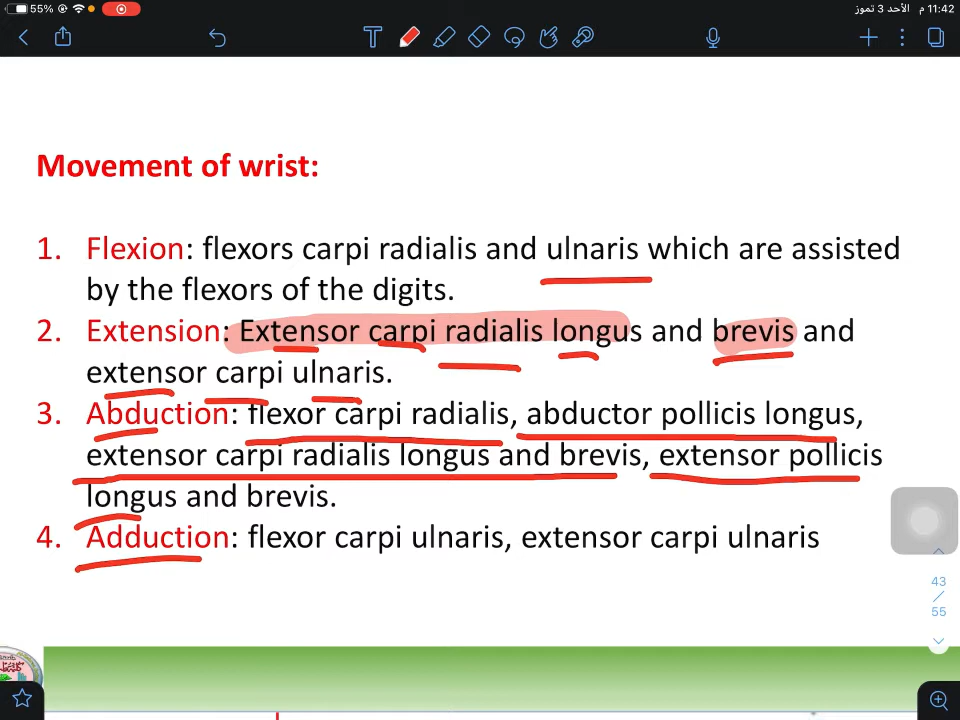 55%
11:42 م الأحد 3 تموز
Movement of wrist:
1. Flexion: flexors carpi radialis and ulnaris which are assisted
by the flexors of the digits.
2. Extension: Extensor carpi radialis longus and brevis and
extensor carpi ulnaris.
3. Abduction: flexor carpi radialis, abductor pollicis longus,
extensor carpi radialis longus and brevis, extensor pollicis
longus and brevis.
4. Adduction: flexor carpi ulnaris, extensor carpi ulnaris
43
/
55